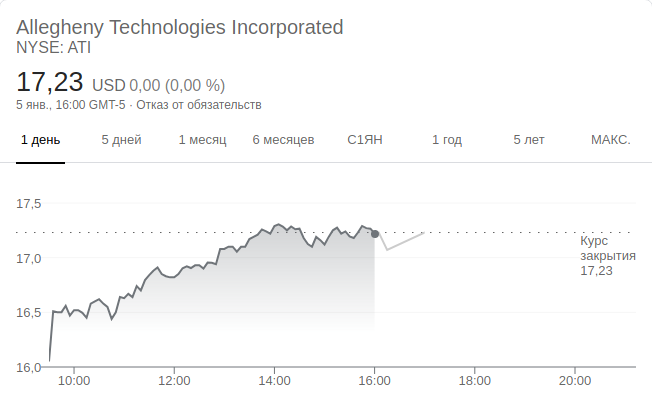 Allegheny Technologies Incorporated
NYSE: ATI
17,23 USD 0,00 (0,00 %)
5 янв., 16:00 GMT-5 · Отказ от обязательств
1 день 5 дней 1 месяц 6 месяцев С1ЯН 1 год 5 лет МАКС.
17,5
17,0
16,5
16,0
Курс
закрытия
17,23
10:00 12:00 14:00 16:00 18:00 20:00